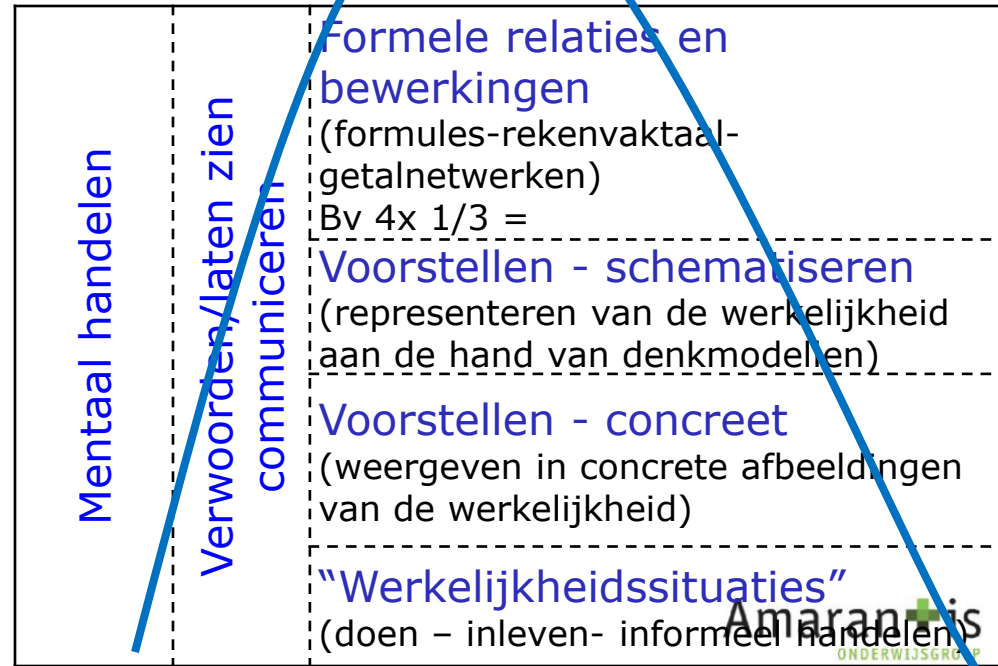 Mentaal handelen
Verwoorden/laten zien
communiceren
Formele relaties en
bewerkingen
(formules-rekenvaktaal-
getalnetwerken)
Bv 4x 1/3 =
Voorstellen - schematiseren
(representeren van de werkelijkheid
aan de hand van denkmodellen)
Voorstellen - concreet
(weergeven in concrete afbeeldingen
van de werkelijkheid)
“Werkelijkheidssituaties”
(doen – inleven- informeel handelen)
Amarantis
ONDERWIJSGROEP